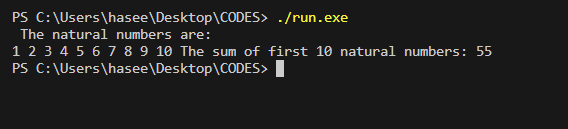 PS C:\Users\hasee\Desktop\CODES> ./run.exe
The natural numbers are:
1 2 3 4 5 6 7 8 9 10 The sum of first 10 natural numbers: 55
PS C:\Users\hasee\Desktop\CODES>